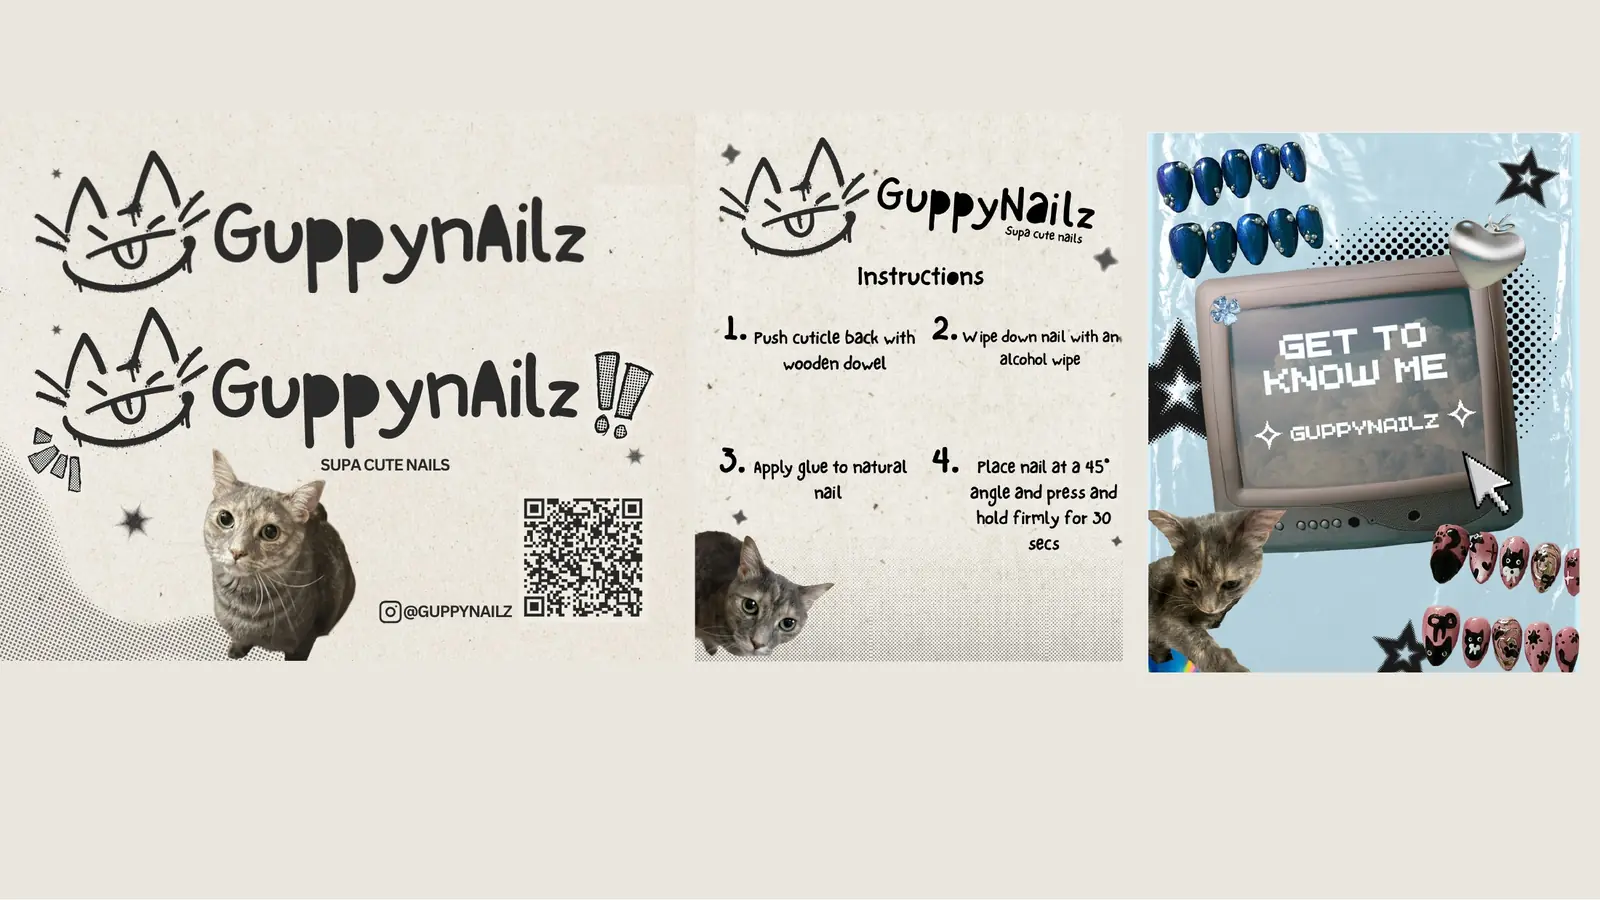 GuppynAilz
GuppynAilz!!
SUPA CUTE NAILS
@GUPPYNAILZ
GuppyNailz
Supa cute nails
Instructions
1. Push cuticle back with
wooden dowel
2. Wipe down nail with an
alcohol wipe
3. Apply glue to natural
nail
4. Place nail at a 45°
angle and press and
hold firmly for 30
secs
GET TO
KNOW ME
GUPPYNAILZ